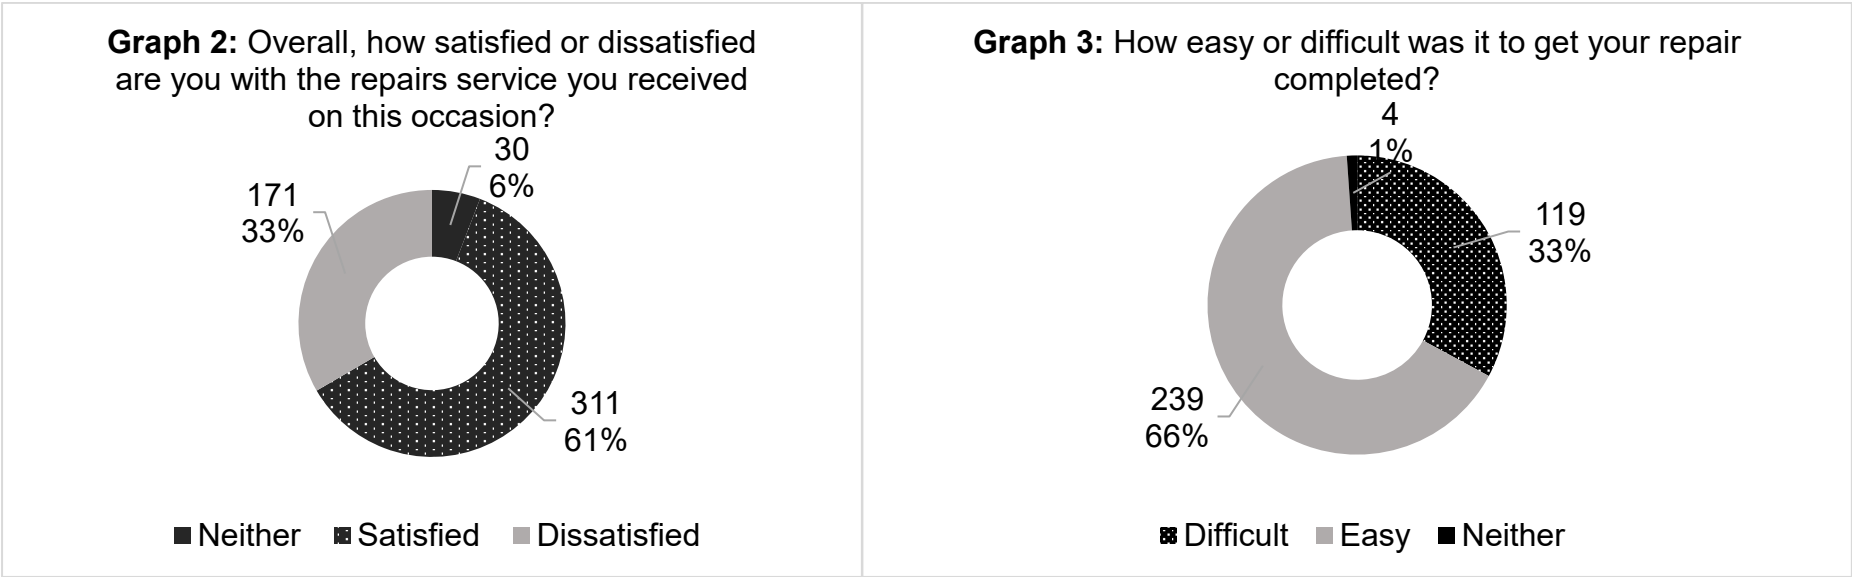 Graph 2: Overall, how satisfied or dissatisfied
are you with the repairs service you received
on this occasion?
30
6%
171
33%
311
61%
Neither Satisfied Dissatisfied
Graph 3: How easy or difficult was it to get your repair
completed?
4
1%
119
33%
239
66%
Difficult Easy Neither